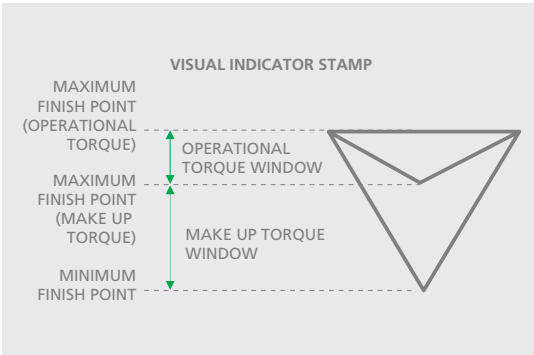 VISUAL INDICATOR STAMP
MAXIMUM
FINISH POINT
(OPERATIONAL
TORQUE)
OPERATIONAL
TORQUE WINDOW
MAXIMUM
FINISH POINT
(MAKE UP
TORQUE)
MAKE UP TORQUE
WINDOW
MINIMUM
FINISH POINT